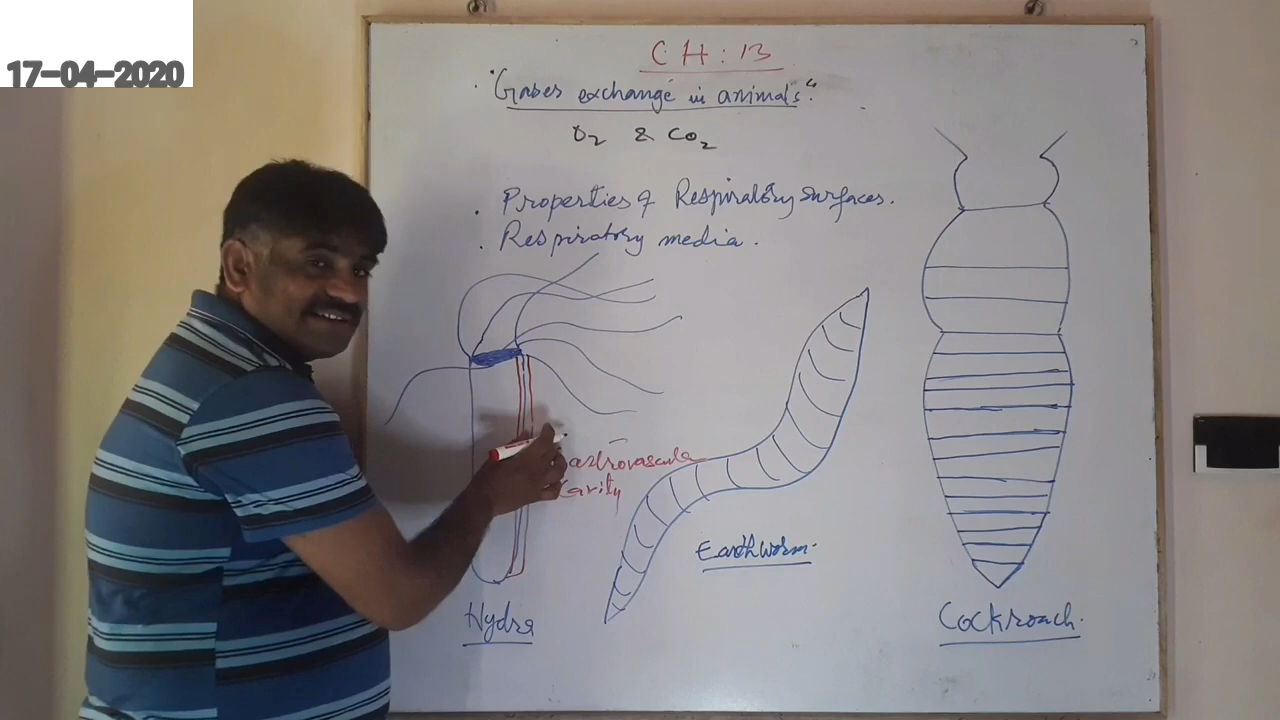 17-04-2020
CH: 13
"Gases exchange in animals"
O2 & CO2
. Properties of Respiratory surfaces.
. Respiratory media.
astrovascular
Cavity
Earthworm.
Hydra
Cockroach.